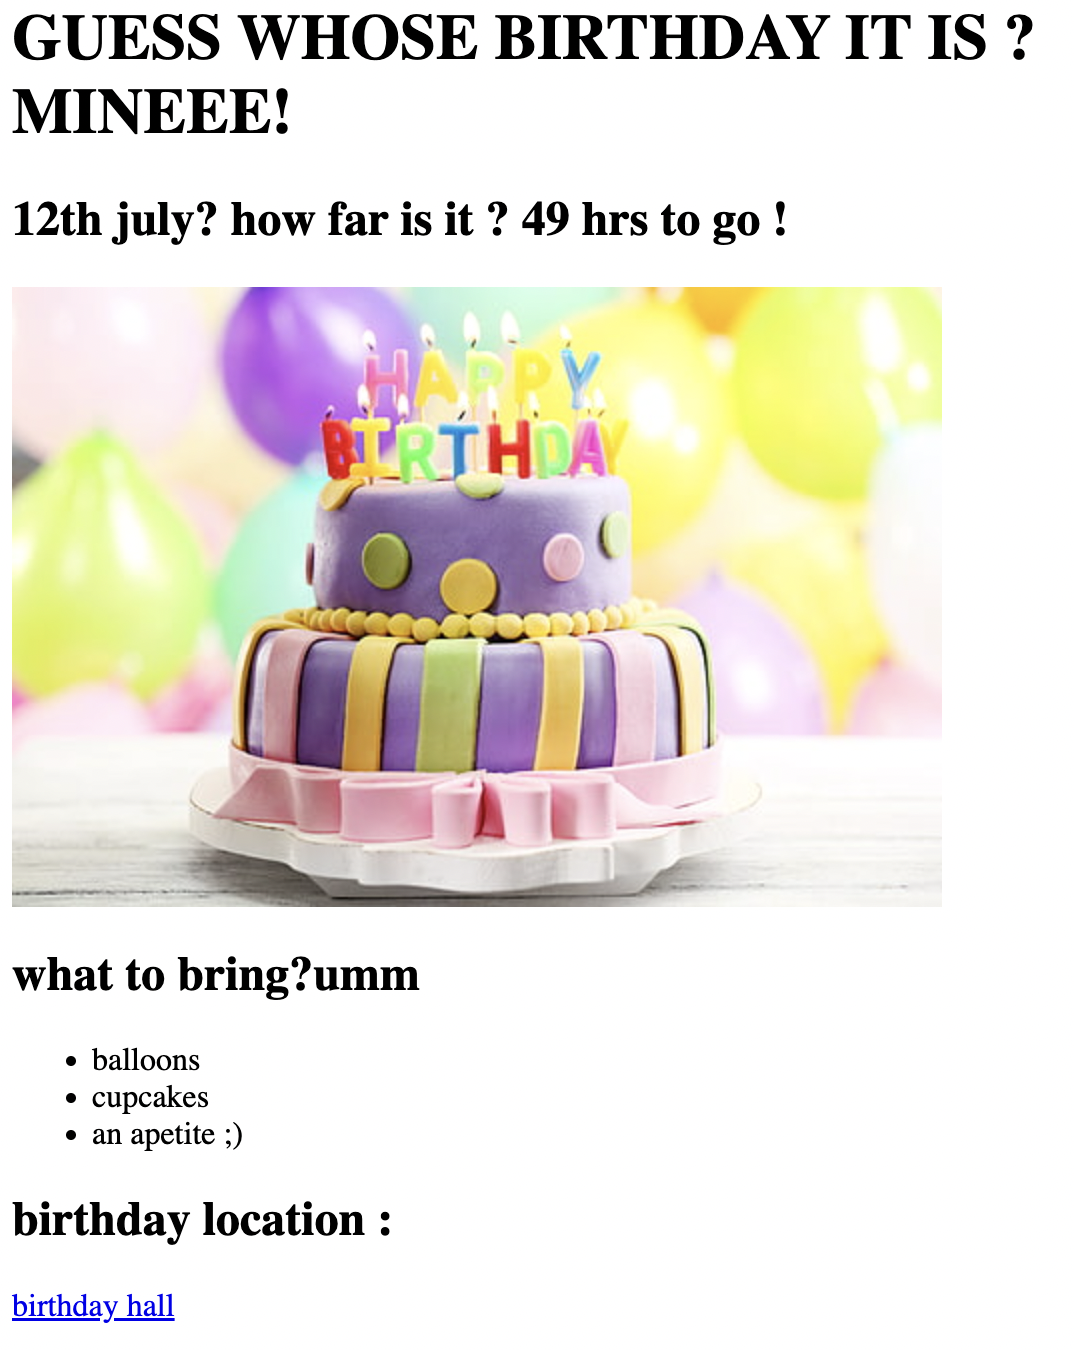 GUESS WHOSE BIRTHDAY IT IS ?
MINEEE!
12th july? how far is it ? 49 hrs to go !
HAPPY
BIRTHDAY
what to bring?umm
balloons
cupcakes
an apetite ;)
birthday location :
birthday hall